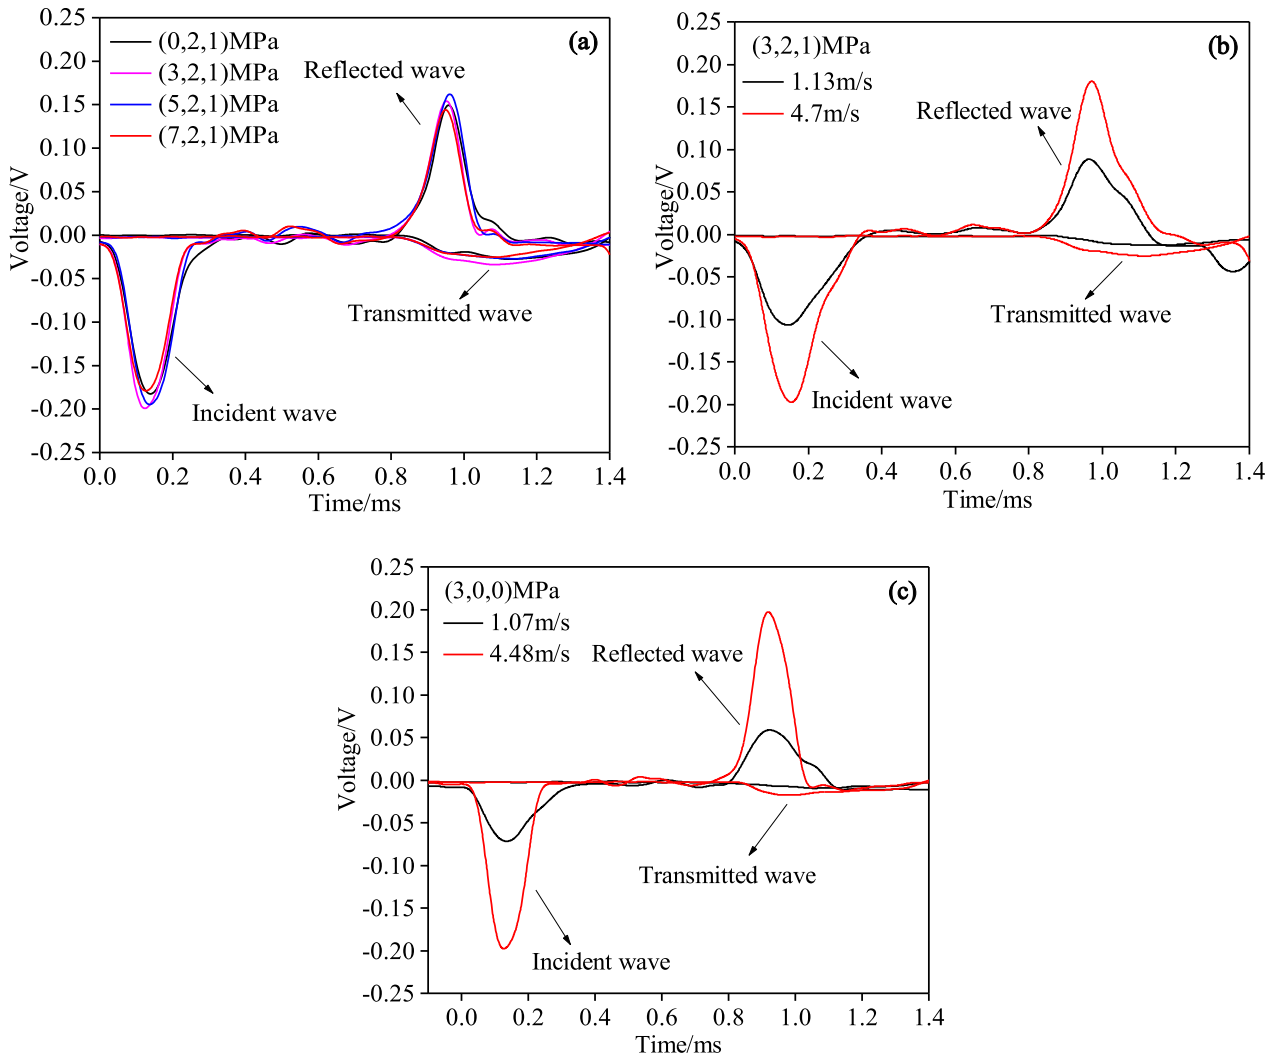 (a)
(0,2,1)MPa
(3,2,1)MPa
(5,2,1)MPa
(7,2,1)MPa
Reflected wave
Transmitted wave
Incident wave
0.25
0.20
0.15
0.10
0.05
0.00
-0.05
-0.10
-0.15
-0.20
-0.25
Voltage/V
0.0 0.2 0.4 0.6 0.8 1.0 1.2 1.4
Time/ms
(b)
(3,2,1)MPa
1.13m/s
4.7m/s
Reflected wave
Transmitted wave
Incident wave
0.25
0.20
0.15
0.10
0.05
0.00
-0.05
-0.10
-0.15
-0.20
-0.25
Voltage/V
0.0 0.2 0.4 0.6 0.8 1.0 1.2 1.4
Time/ms
(c)
(3,0,0)MPa
1.07m/s
4.48m/s
Reflected wave
Transmitted wave
Incident wave
0.25
0.20
0.15
0.10
0.05
0.00
-0.05
-0.10
-0.15
-0.20
-0.25
Voltage/V
0.0 0.2 0.4 0.6 0.8 1.0 1.2 1.4
Time/ms